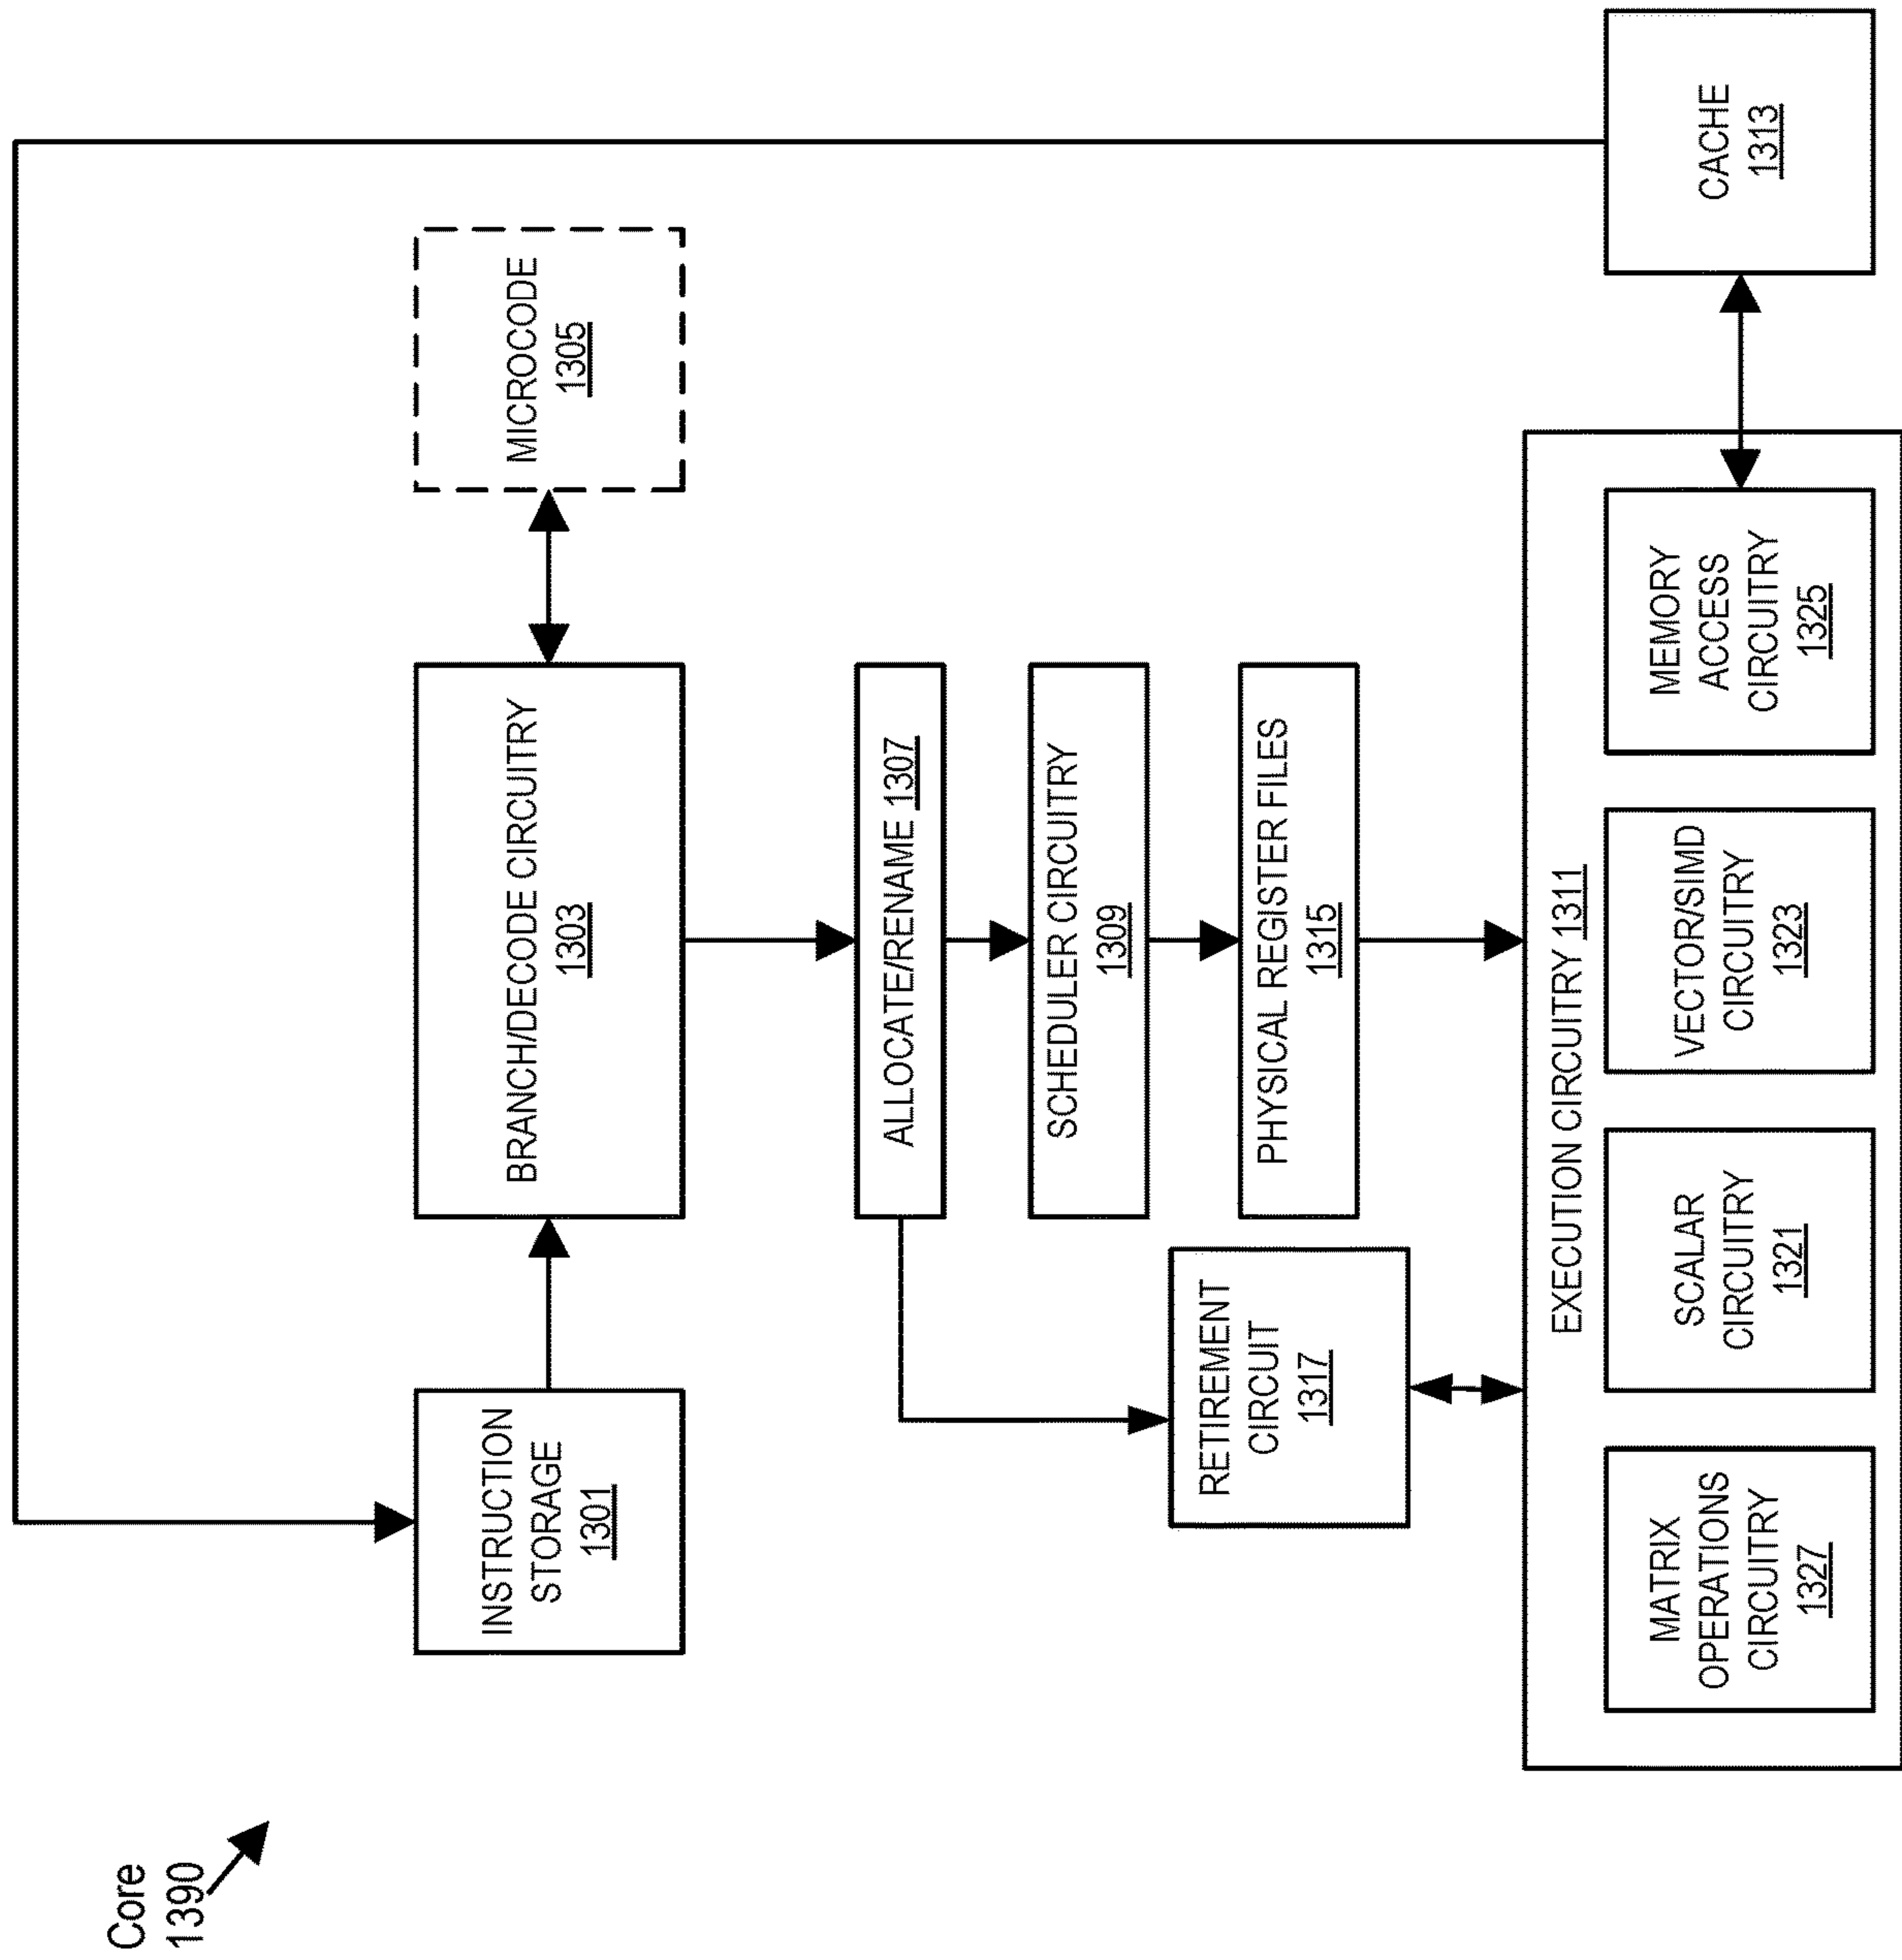 Core
1390
INSTRUCTION
STORAGE
1301
BRANCH/DECODE CIRCUITRY
1303
MICROCODE
1305
ALLOCATE/RENAME 1307
SCHEDULER CIRCUITRY
1309
PHYSICAL REGISTER FILES
1315
RETIREMENT
CIRCUIT
1317
EXECUTION CIRCUITRY 1311
MATRIX
OPERATIONS
CIRCUITRY
1327
SCALAR
CIRCUITRY
1321
VECTOR/SIMD
CIRCUITRY
1323
MEMORY
ACCESS
CIRCUITRY
1325
CACHE
1313